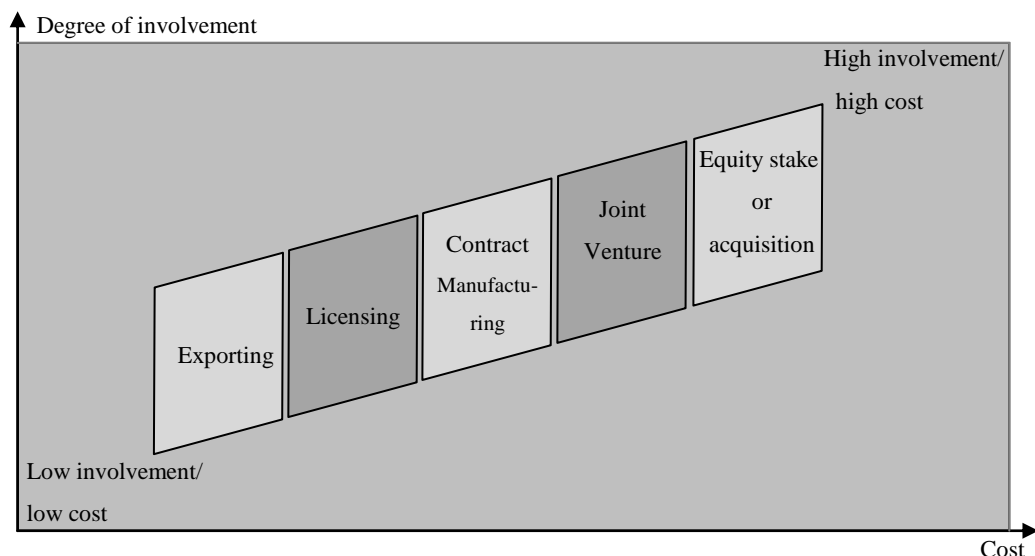 Degree of involvement
High involvement/
high cost
Equity stake
or
acquisition
Joint
Venture
Contract
Manufactu-
ring
Licensing
Exporting
Low involvement/
low cost
Cost